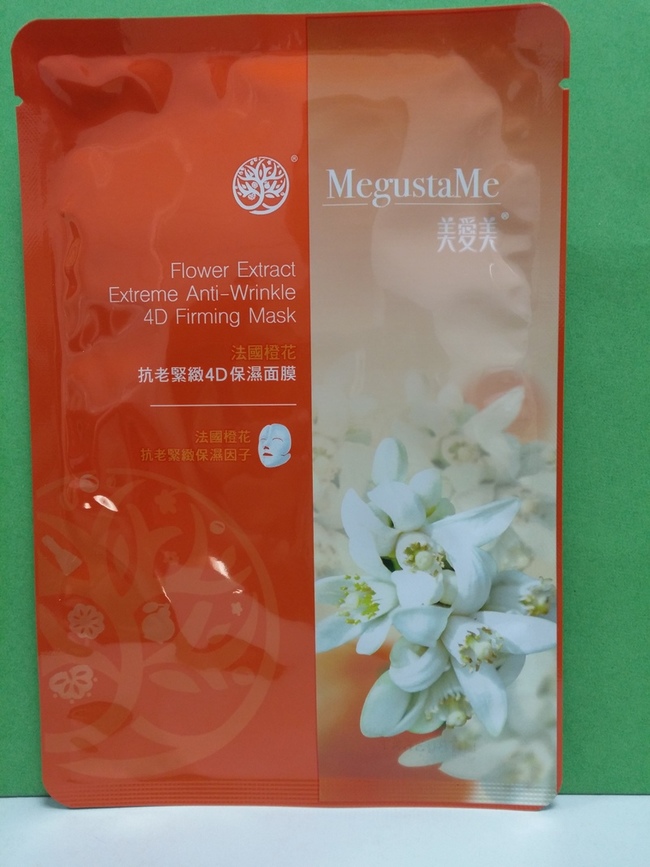 MegustaMe
美愛美
Flower Extract
Extreme Anti-Wrinkle
4D Firming Mask
法國橙花
抗老緊緻4D保濕面膜
法國橙花
抗老緊緻保濕因子